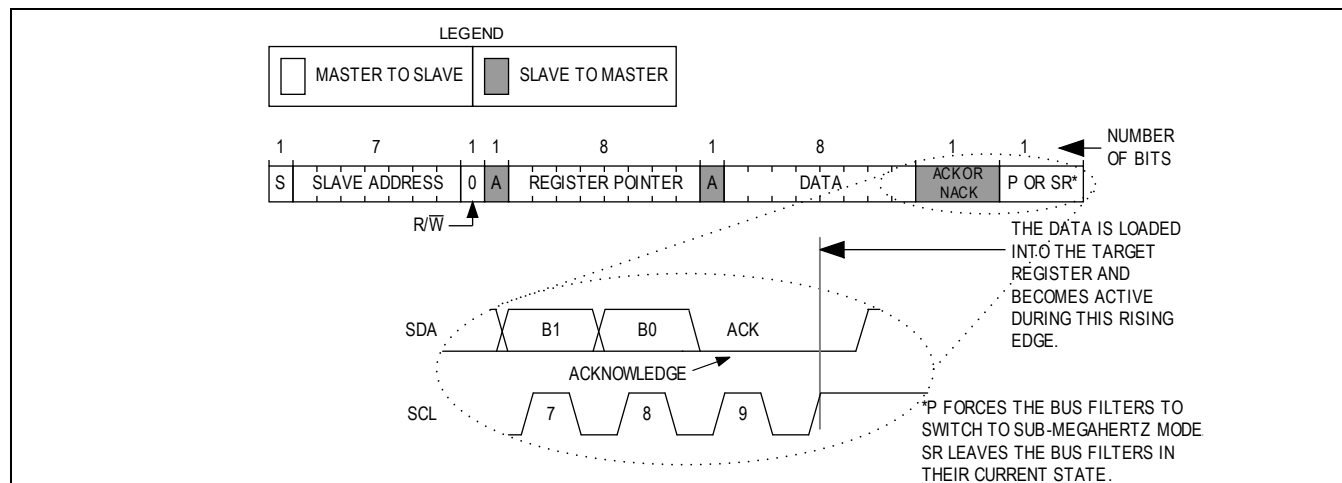 LEGEND
MASTER TO SLAVE
SLAVE TO MASTER
1 7 1 1 8 1 8 1 1
NUMBER
OF BITS
S SLAVE ADDRESS 0 A REGISTER POINTER A DATA ACK OR NACK P OR SR*
R/W̅
THE DATA IS LOADED
INTO THE TARGET
REGISTER AND
BECOMES ACTIVE
DURING THIS RISING
EDGE.
SDA B1 B0 ACK
ACKNOWLEDGE
SCL 7 8 9
*P FORCES THE BUS FILTERS TO
SWITCH TO SUB-MEGAHERTZ MODE.
SR LEAVES THE BUS FILTERS IN
THEIR CURRENT STATE.